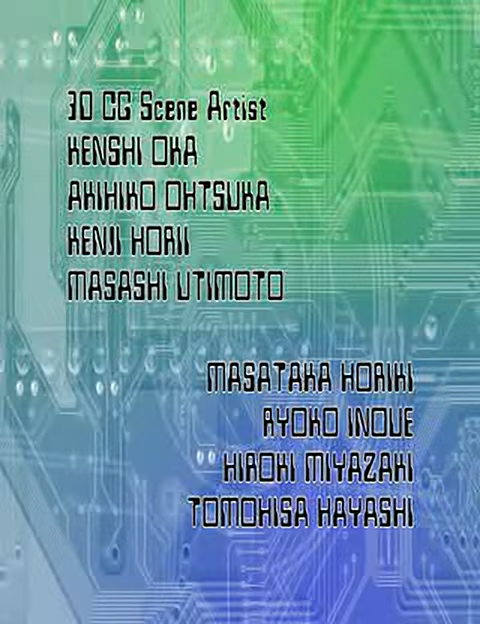 3D CG Scene Artist
KENSHI OKA
AKIHIKO OHTSUKA
KENJI HORII
MASASHI UTIMOTO
MASATAKA HORIKI
RYOKO INOUE
HIROKI MIYAZAKI
TOMOHISA HAYASHI